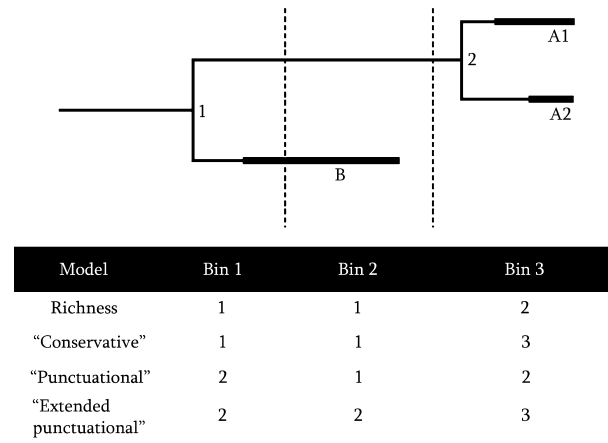 A1
2
1
A2
B
Model Bin 1 Bin 2 Bin 3
Richness 1 1 2
“Conservative” 1 1 3
“Punctuational” 2 1 2
“Extended
punctuational” 2 2 3